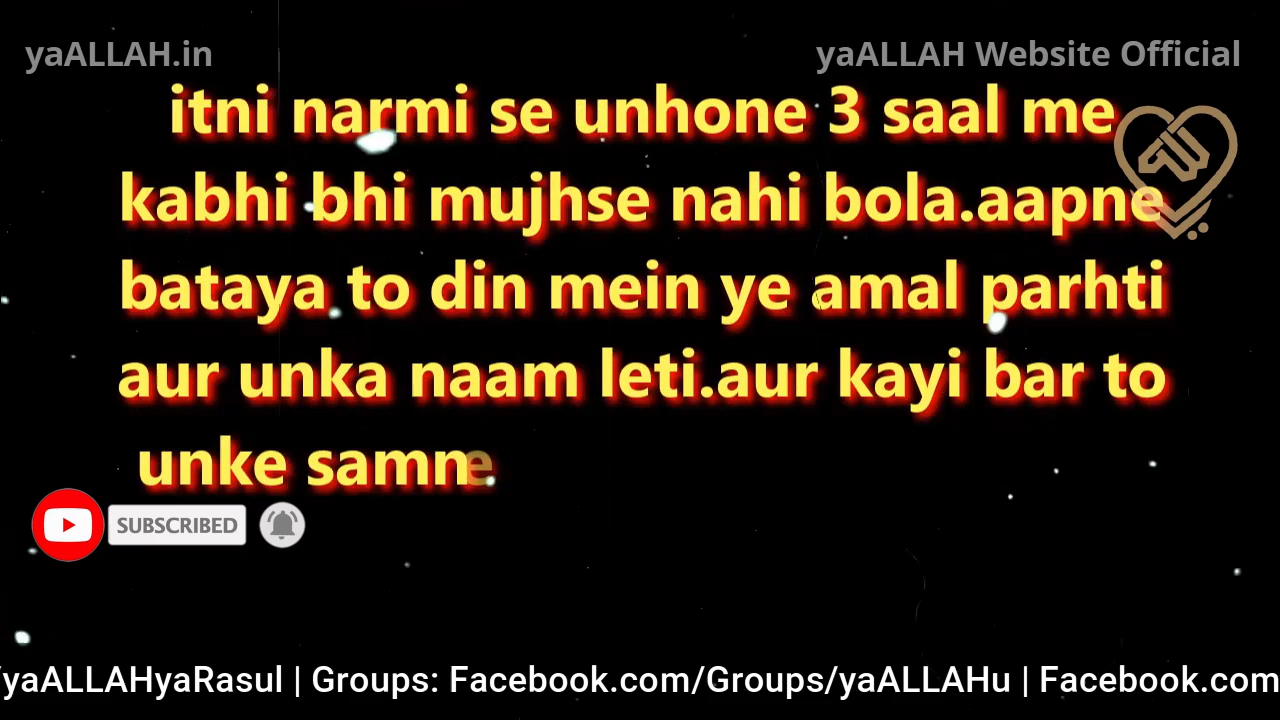 yaALLAH.in
yaALLAH Website Official
itni narmi se unhone 3 saal me
kabhi bhi mujhse nahi bola.aapne
bataya to din mein ye amal parhti
aur unka naam leti.aur kayi bar to
unke samne
SUBSCRIBED
/yaALLAHyaRasul | Groups: Facebook.com/Groups/yaALLAHu | Facebook.com